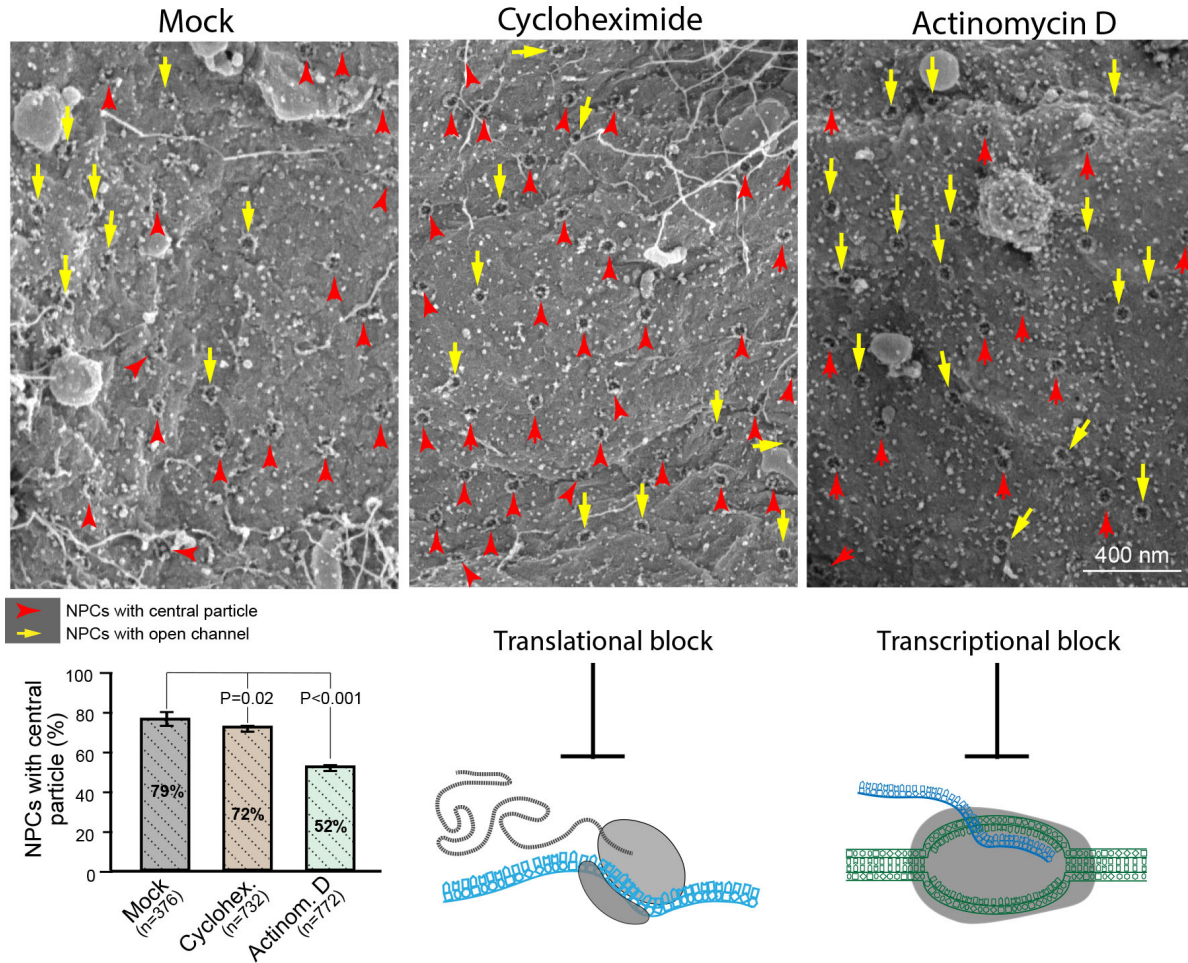 Mock
Cycloheximide
Actinomycin D
400 nm
NPCs with central particle
NPCs with open channel
Translational block
Transcriptional block
NPCs with central
particle (%)
100
80
60
40
20
0
P=0.02
P<0.001
79%
72%
52%
Mock
(n=376)
Cyclohex.
(n=732)
Actinom. D
(n=772)